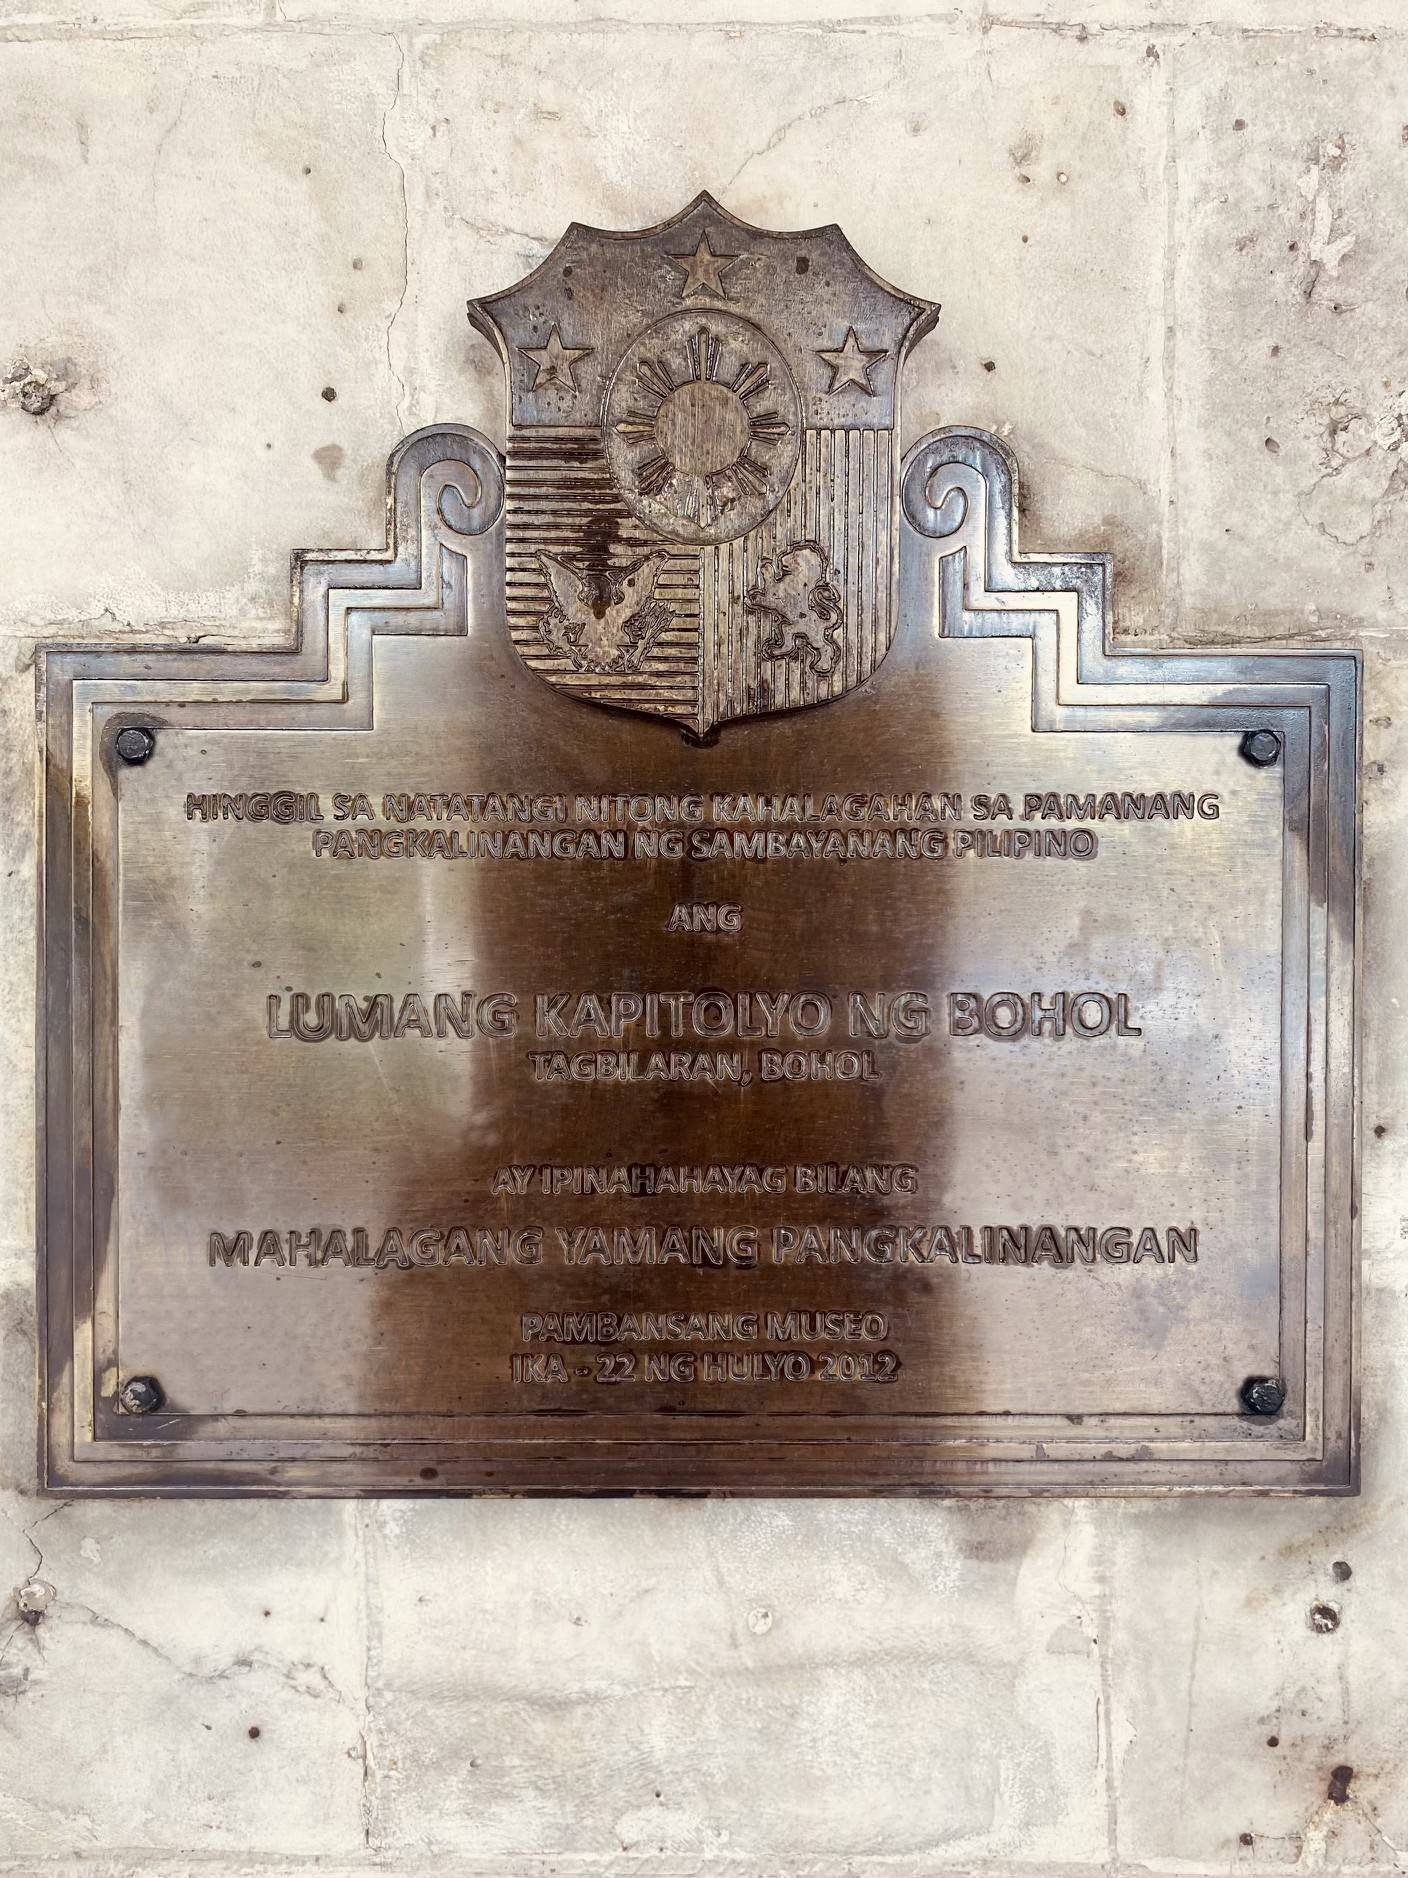 HINGGIL SA NATATANGI NITONG KAHALAGAHAN SA PAMANANG
PANGKALINANGAN NG SAMBAYANANG PILIPINO
ANG
LUMANG KAPITOLYO NG BOHOL
TAGBILARAN, BOHOL
AY IPINAHAHAYAG BILANG
MAHALAGANG YAMANG PANGKALINANGAN
PAMBANSANG MUSEO
IKA - 22 NG HULYO 2012